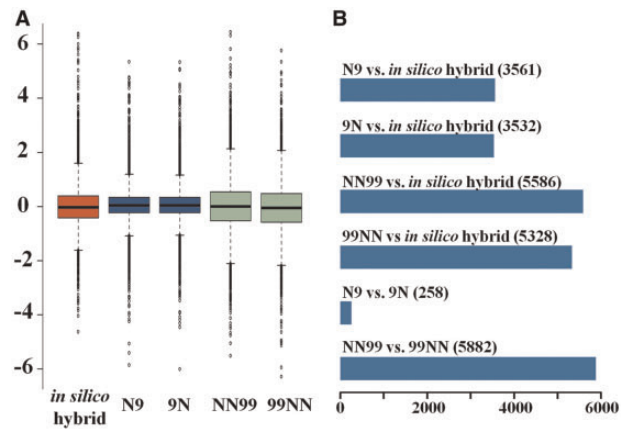 A
B
6
4
2
0
-2
-4
-6
in silico
hybrid
N9
9N
NN99
99NN
N9 vs. in silico hybrid (3561)
9N vs. in silico hybrid (3532)
NN99 vs. in silico hybrid (5586)
99NN vs in silico hybrid (5328)
N9 vs. 9N (258)
NN99 vs. 99NN (5882)
0 2000 4000 6000